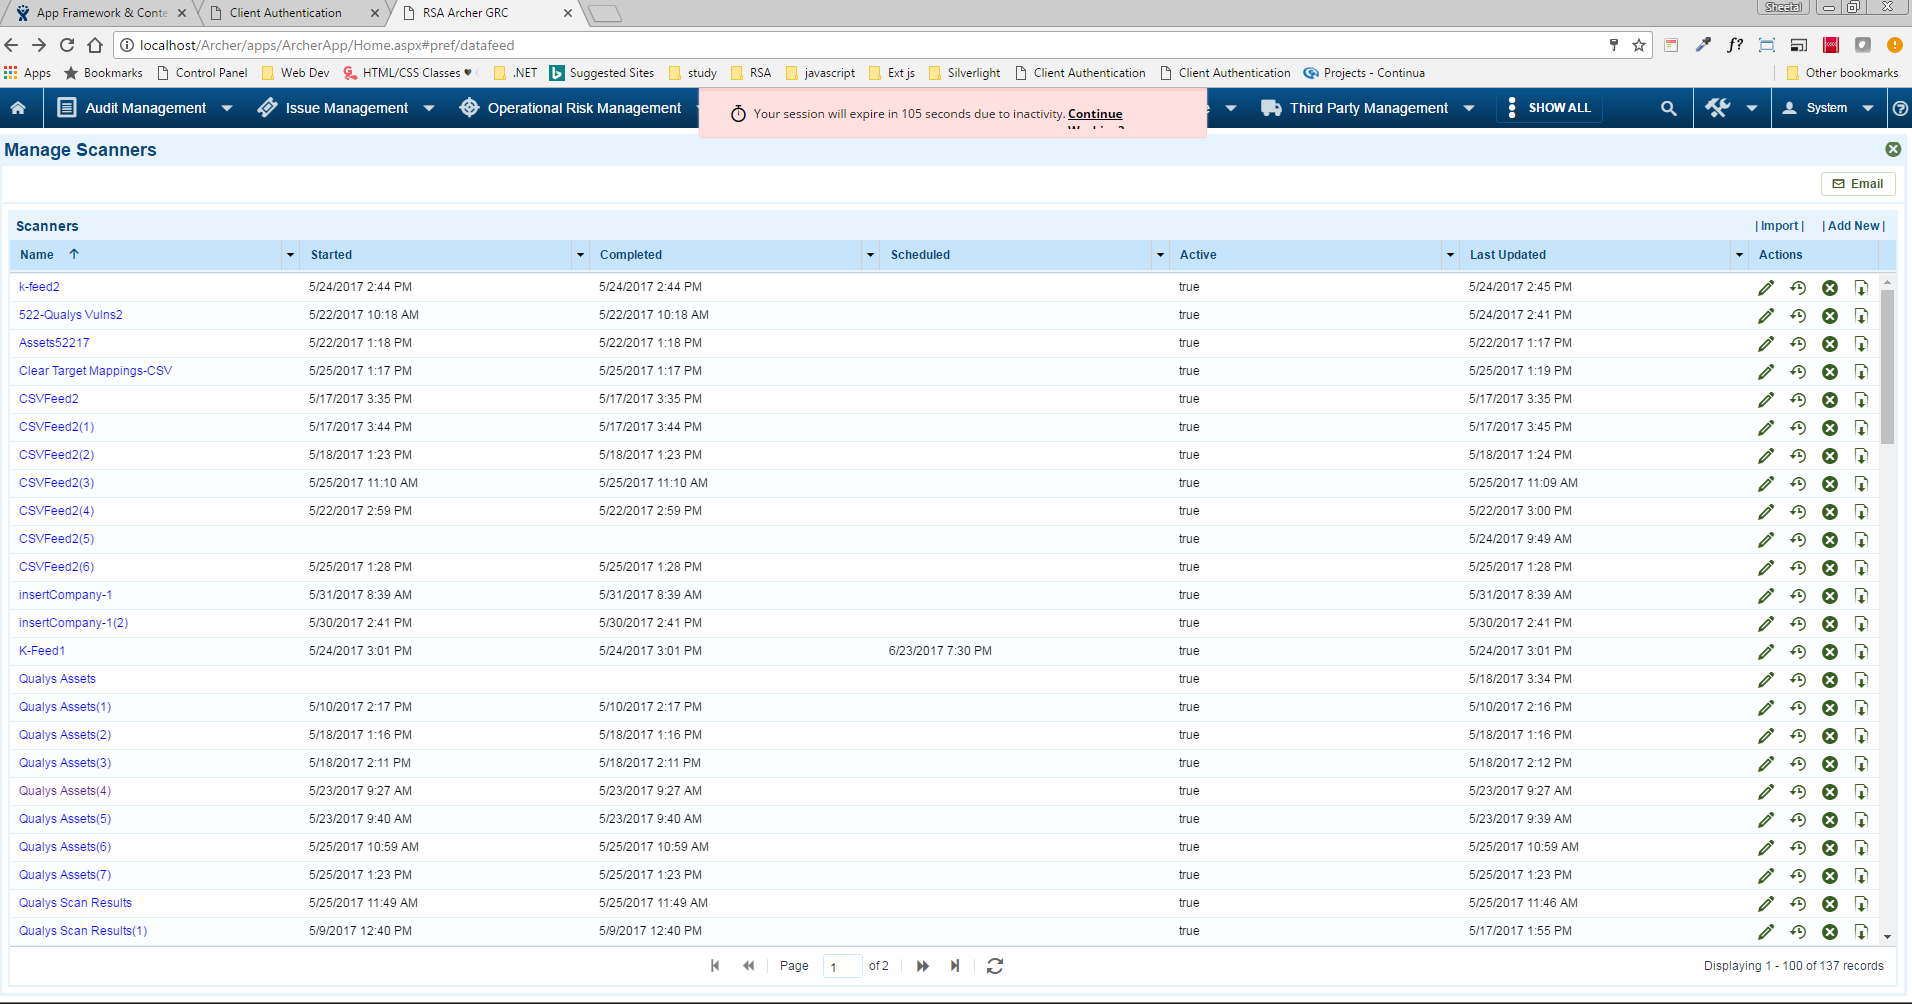 App Framework & Conte
Client Authentication
RSA Archer GRC
Sheetal
localhost/Archer/apps/ArcherApp/Home.aspx#pref/datafeed
f?
Apps Bookmarks Control Panel Web Dev HTML/CSS Classes ♥ .NET Suggested Sites study RSA javascript Ext js Silverlight Client Authentication Client Authentication Projects - Continua Other bookmarks
Audit Management Issue Management Operational Risk Management Third Party Management SHOW ALL System
Your session will expire in 105 seconds due to inactivity. Continue
Manage Scanners
Email
Scanners | Import | | Add New |
Name Started Completed Scheduled Active Last Updated Actions
k-feed2 5/24/2017 2:44 PM 5/24/2017 2:44 PM true 5/24/2017 2:45 PM
522-Qualys Vulns2 5/22/2017 10:18 AM 5/22/2017 10:18 AM true 5/24/2017 2:41 PM
Assets52217 5/22/2017 1:18 PM 5/22/2017 1:18 PM true 5/22/2017 1:17 PM
Clear Target Mappings-CSV 5/25/2017 1:17 PM 5/25/2017 1:17 PM true 5/25/2017 1:19 PM
CSVFeed2 5/17/2017 3:35 PM 5/17/2017 3:35 PM true 5/17/2017 3:35 PM
CSVFeed2(1) 5/17/2017 3:44 PM 5/17/2017 3:44 PM true 5/17/2017 3:45 PM
CSVFeed2(2) 5/18/2017 1:23 PM 5/18/2017 1:23 PM true 5/18/2017 1:24 PM
CSVFeed2(3) 5/25/2017 11:10 AM 5/25/2017 11:10 AM true 5/25/2017 11:09 AM
CSVFeed2(4) 5/22/2017 2:59 PM 5/22/2017 2:59 PM true 5/22/2017 3:00 PM
CSVFeed2(5) true 5/24/2017 9:49 AM
CSVFeed2(6) 5/25/2017 1:28 PM 5/25/2017 1:28 PM true 5/25/2017 1:28 PM
insertCompany-1 5/31/2017 8:39 AM 5/31/2017 8:39 AM true 5/31/2017 8:39 AM
insertCompany-1(2) 5/30/2017 2:41 PM 5/30/2017 2:41 PM true 5/30/2017 2:41 PM
K-Feed1 5/24/2017 3:01 PM 5/24/2017 3:01 PM 6/23/2017 7:30 PM true 5/24/2017 3:01 PM
Qualys Assets true 5/18/2017 3:34 PM
Qualys Assets(1) 5/10/2017 2:17 PM 5/10/2017 2:17 PM true 5/10/2017 2:16 PM
Qualys Assets(2) 5/18/2017 1:16 PM 5/18/2017 1:16 PM true 5/18/2017 1:16 PM
Qualys Assets(3) 5/18/2017 2:11 PM 5/18/2017 2:11 PM true 5/18/2017 2:12 PM
Qualys Assets(4) 5/23/2017 9:27 AM 5/23/2017 9:27 AM true 5/23/2017 9:27 AM
Qualys Assets(5) 5/23/2017 9:40 AM 5/23/2017 9:40 AM true 5/23/2017 9:39 AM
Qualys Assets(6) 5/25/2017 10:59 AM 5/25/2017 10:59 AM true 5/25/2017 10:59 AM
Qualys Assets(7) 5/25/2017 1:23 PM 5/25/2017 1:23 PM true 5/25/2017 1:23 PM
Qualys Scan Results 5/25/2017 11:49 AM 5/25/2017 11:49 AM true 5/25/2017 11:46 AM
Qualys Scan Results(1) 5/9/2017 12:40 PM 5/9/2017 12:40 PM true 5/17/2017 1:55 PM
Page 1 of 2 Displaying 1 - 100 of 137 records